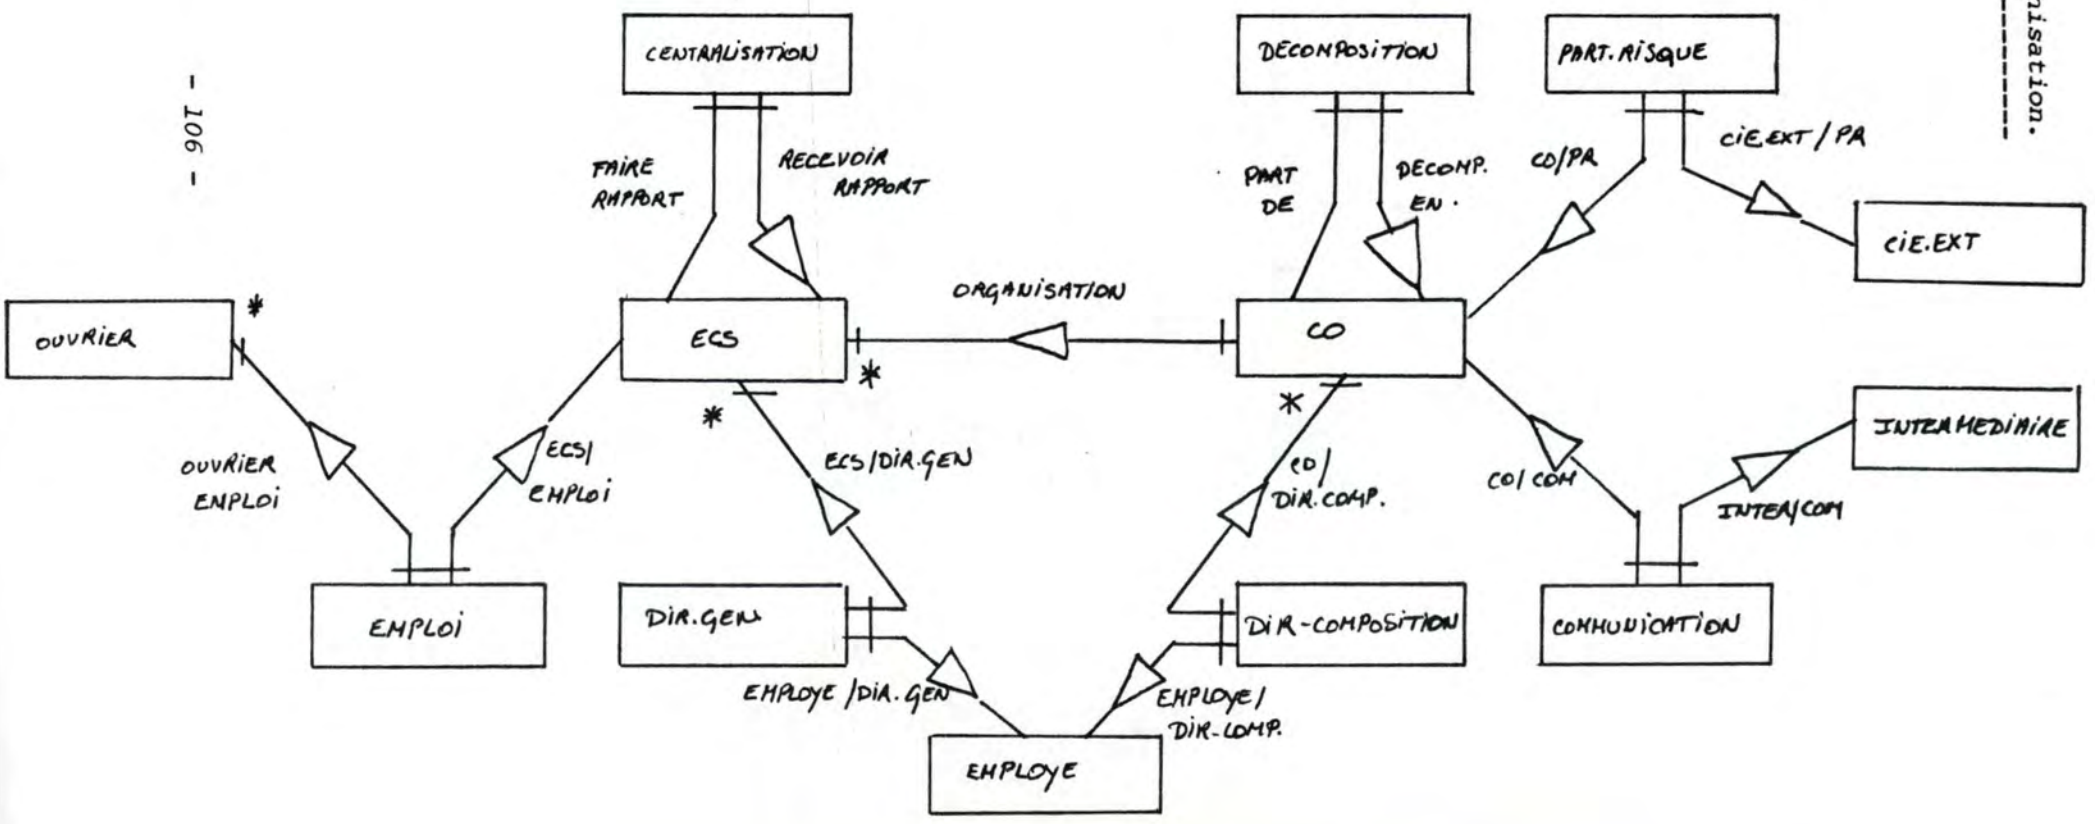 nisation.
- 106 -
CENTRALISATION
DECOMPOSITION
PART.RISQUE
FAIRE
RAPPORT
RECEVOIR
RAPPORT
PART
DE
DECOMP.
EN.
CO/PR
CIE.EXT/PR
CIE.EXT
OUVRIER
*
ECS
*
*
ORGANISATION
CO
*
INTERMEDIAIRE
OUVRIER
EMPLOI
ECS/
EMPLOI
ECS/DIR.GEN
CO/
DIR.COMP.
CO/COM
INTER/COM
EMPLOI
DIR.GEN
DIR-COMPOSITION
COMMUNICATION
EMPLOYE/DIR.GEN
EMPLOYE/
DIR-COMP.
EMPLOYE